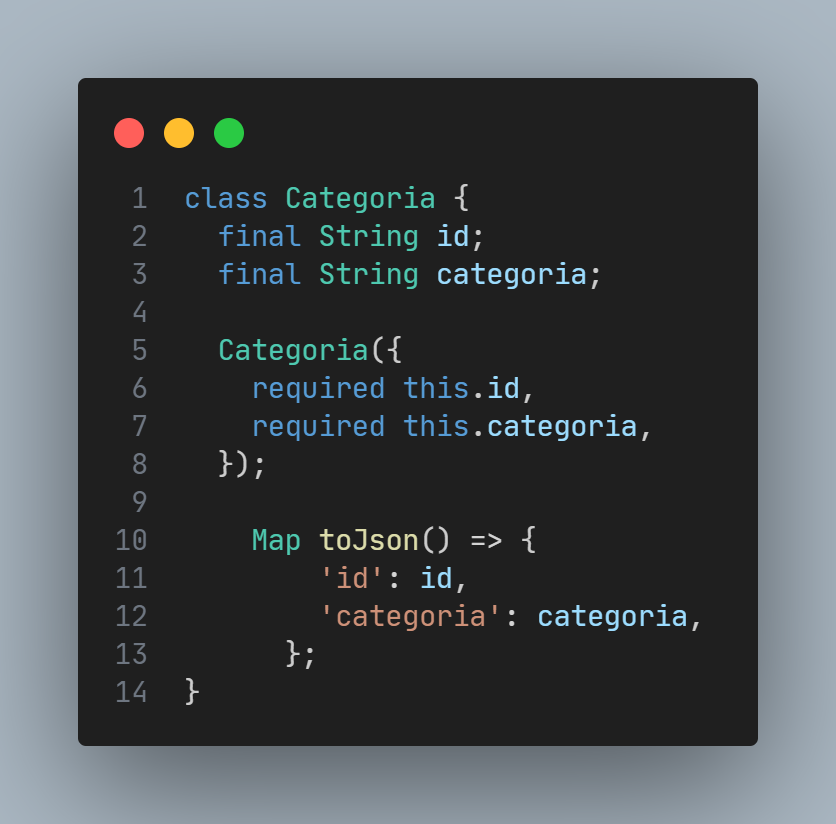 1 class Categoria {
2   final String id;
3   final String categoria;
4
5   Categoria({
6     required this.id,
7     required this.categoria,
8   });
9
10     Map toJson() => {
11         'id': id,
12         'categoria': categoria,
13       };
14 }